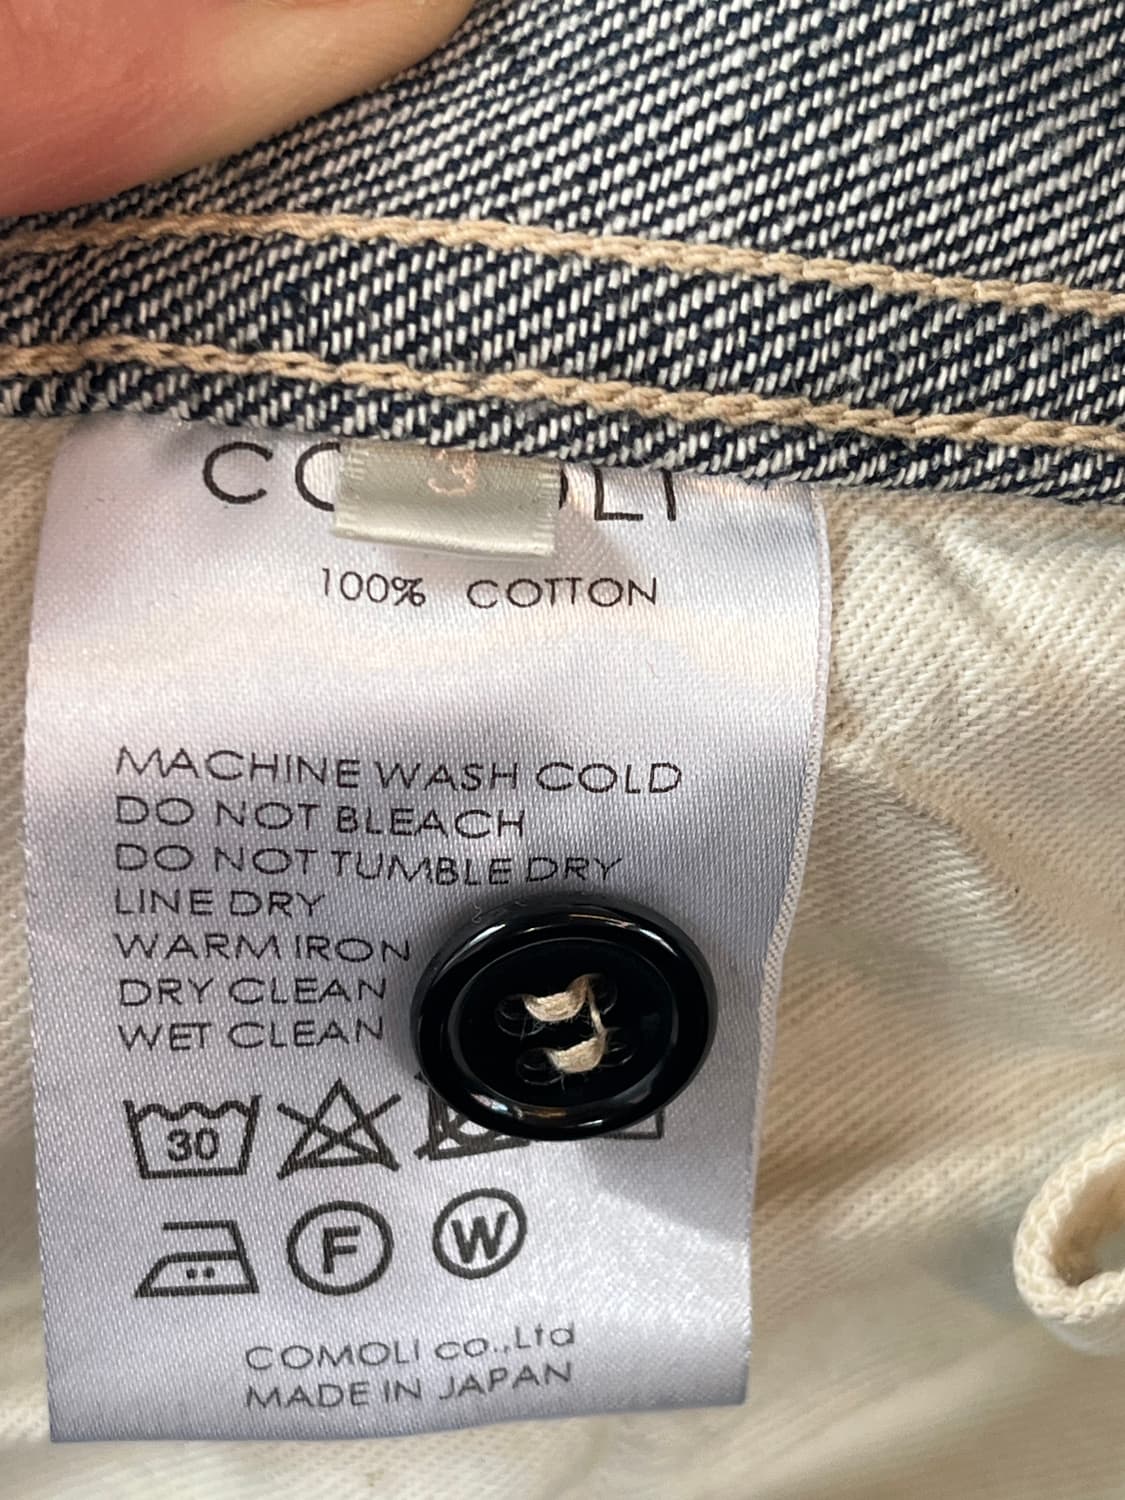 3
100% COTTON
MACHINE WASH COLD
DO NOT BLEACH
DO NOT TUMBLE DRY
LINE DRY
WARM IRON
DRY CLEAN
WET CLEAN
30
F W
COMOLI co.,Ltd
MADE IN JAPAN